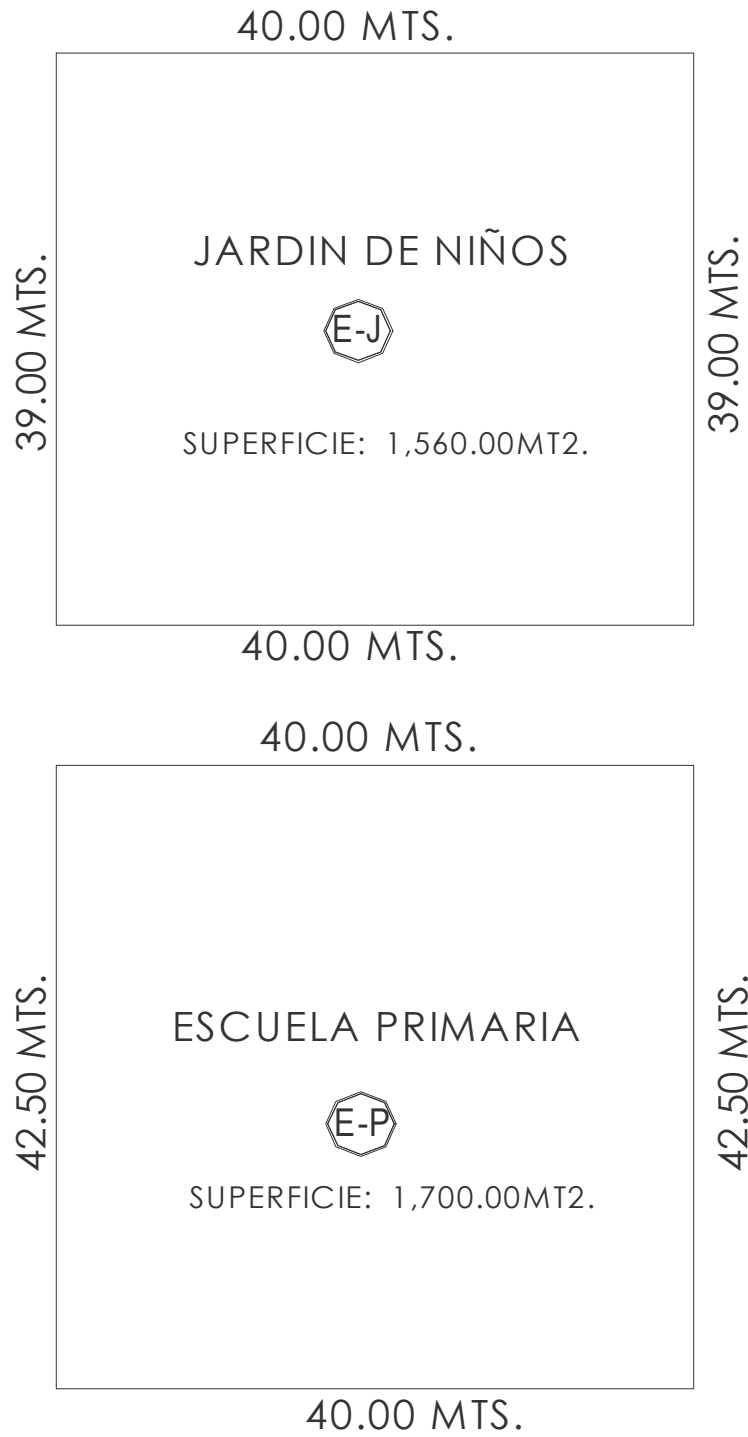 40.00 MTS.
39.00 MTS.
JARDIN DE NIÑOS
E-J
SUPERFICIE: 1,560.00MT2.
39.00 MTS.
40.00 MTS.
40.00 MTS.
42.50 MTS.
ESCUELA PRIMARIA
E-P
SUPERFICIE: 1,700.00MT2.
42.50 MTS.
40.00 MTS.